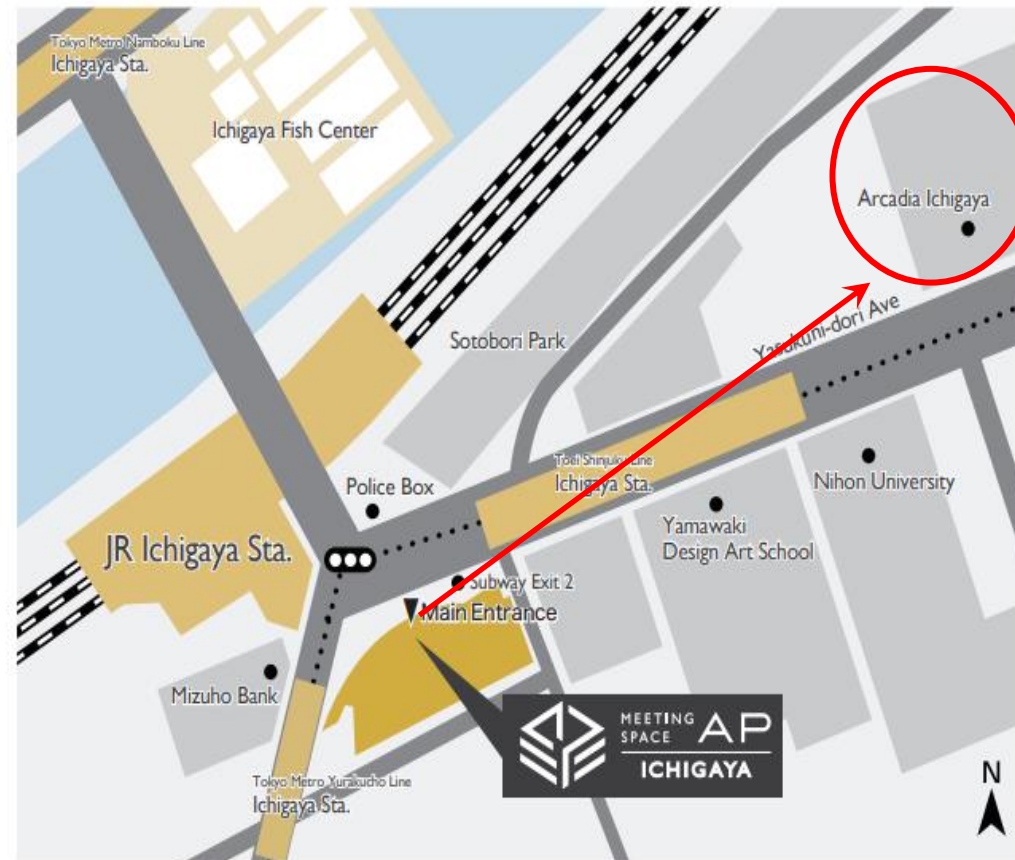 Tokyo Metro Namboku Line
Ichigaya Sta.
Ichigaya Fish Center
Arcadia Ichigaya
Sotobori Park
Yasukuni-dori Ave
Toei Shinjuku Line
Ichigaya Sta.
Police Box
Nihon University
Yamawaki
Design Art School
JR Ichigaya Sta.
Subway Exit 2
Main Entrance
Mizuho Bank
MEETING
SPACE AP
ICHIGAYA
Tokyo Metro Yurakucho Line
Ichigaya Sta.
N